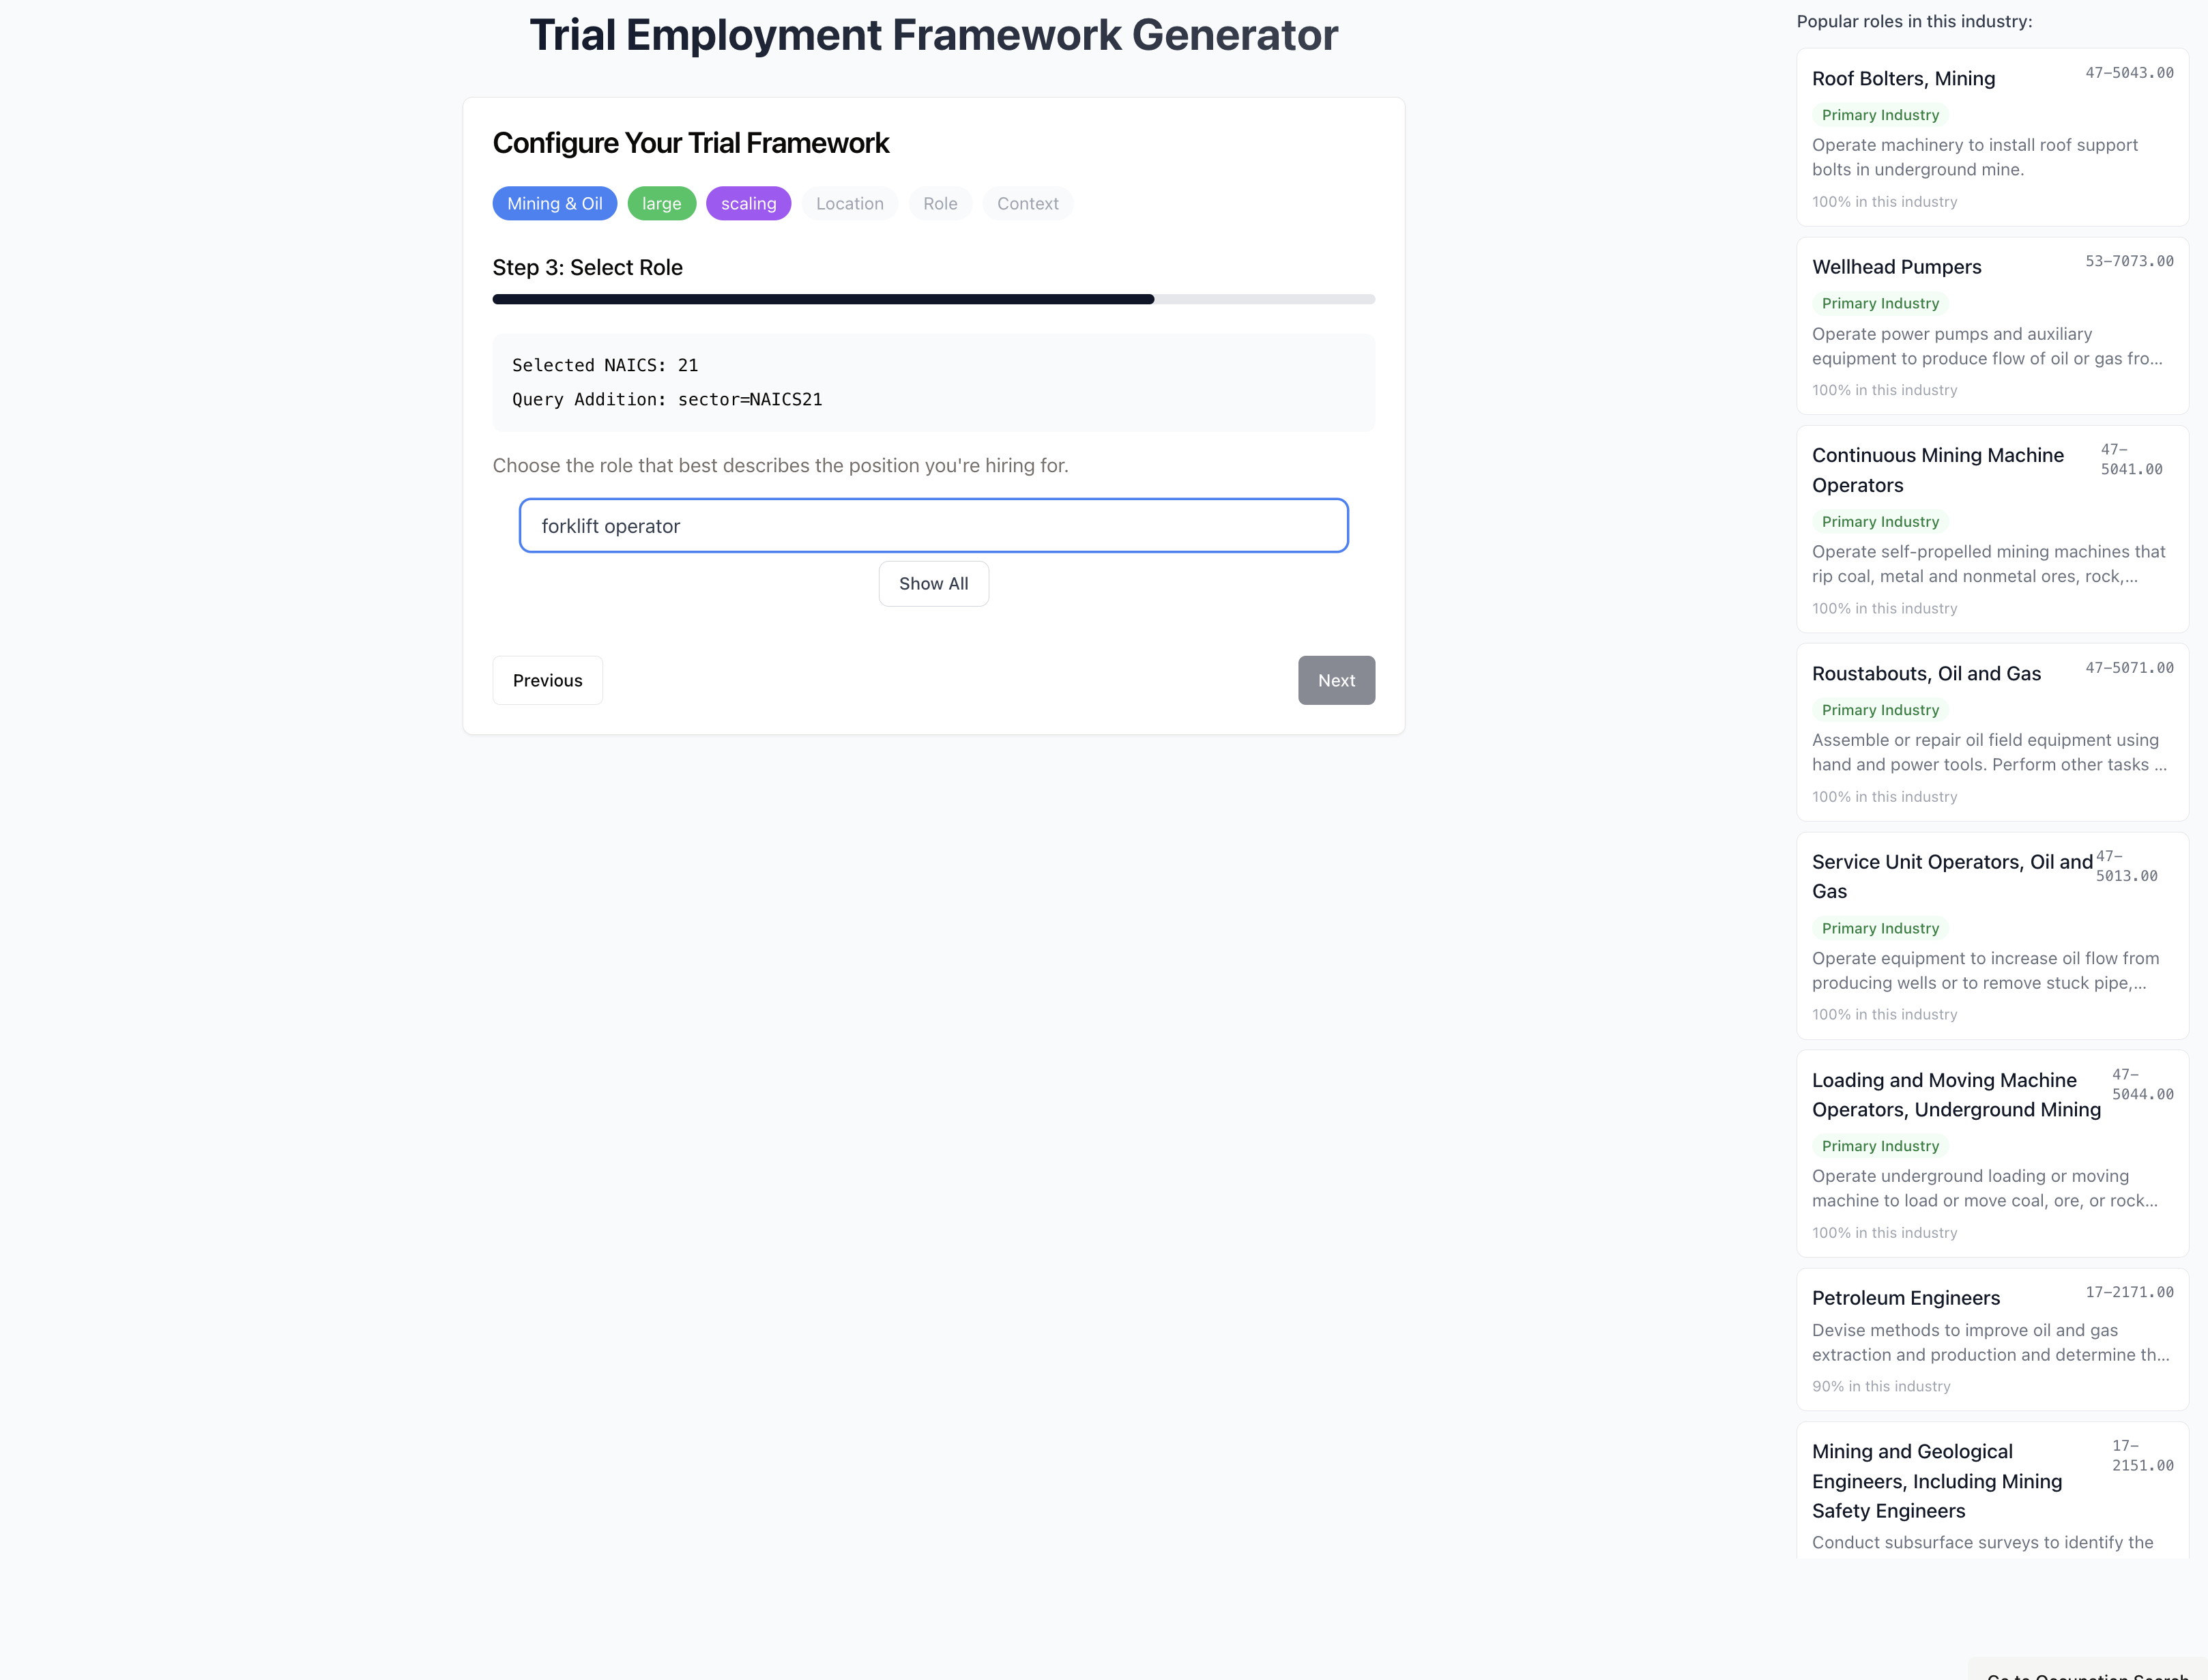 Trial Employment Framework Generator
Configure Your Trial Framework
Mining & Oil
large
scaling
Location
Role
Context
Step 3: Select Role
Selected NAICS: 21
Query Addition: sector=NAICS21
Choose the role that best describes the position you're hiring for.
forklift operator
Show All
Previous
Next
Popular roles in this industry:
Roof Bolters, Mining
47-5043.00
Primary Industry
Operate machinery to install roof support
bolts in underground mine.
100% in this industry
Wellhead Pumpers
53-7073.00
Primary Industry
Operate power pumps and auxiliary
equipment to produce flow of oil or gas fro...
100% in this industry
Continuous Mining Machine
Operators
47-
5041.00
Primary Industry
Operate self-propelled mining machines that
rip coal, metal and nonmetal ores, rock,...
100% in this industry
Roustabouts, Oil and Gas
47-5071.00
Primary Industry
Assemble or repair oil field equipment using
hand and power tools. Perform other tasks ...
100% in this industry
Service Unit Operators, Oil and
Gas
47-
5013.00
Primary Industry
Operate equipment to increase oil flow from
producing wells or to remove stuck pipe,...
100% in this industry
Loading and Moving Machine
Operators, Underground Mining
47-
5044.00
Primary Industry
Operate underground loading or moving
machine to load or move coal, ore, or rock...
100% in this industry
Petroleum Engineers
17-2171.00
Devise methods to improve oil and gas
extraction and production and determine th...
90% in this industry
Mining and Geological
Engineers, Including Mining
Safety Engineers
17-
2151.00
Conduct subsurface surveys to identify the
Go to Occupation Search